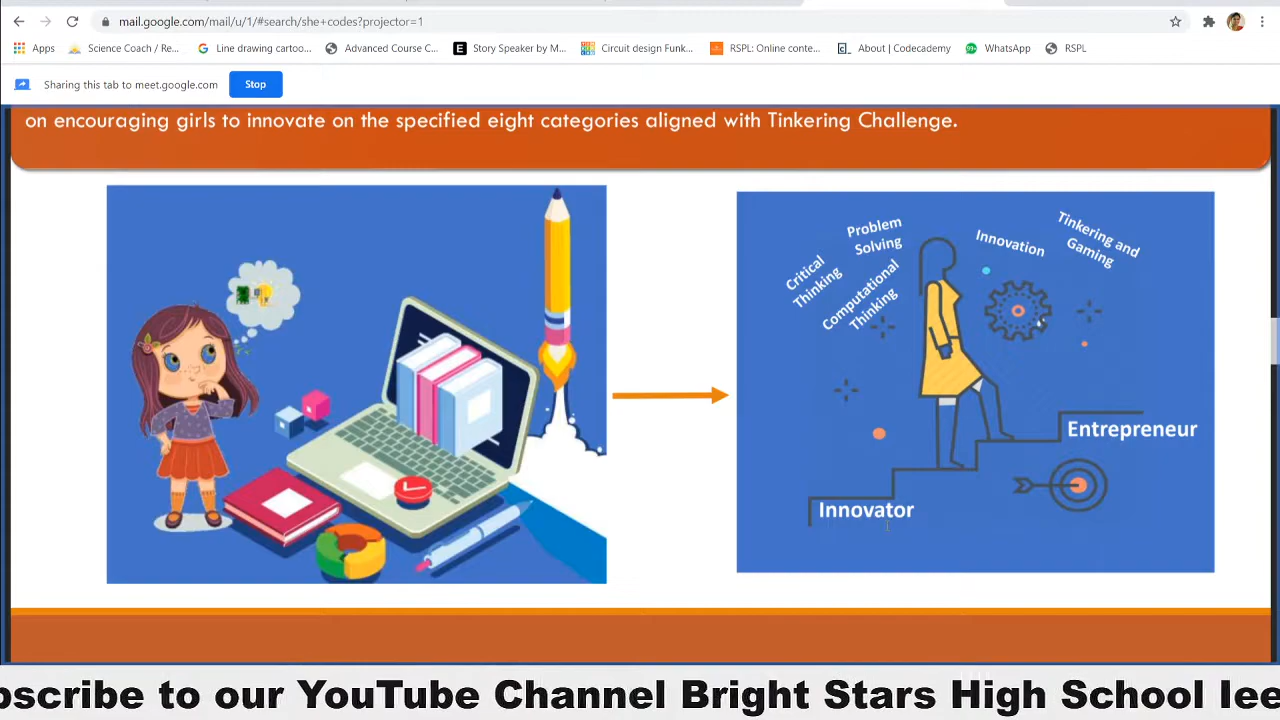 mail.google.com/mail/u/1/#search/she+codes?projector=1
Apps Science Coach / Re... Line drawing cartoo... Advanced Course C... Story Speaker by M... Circuit design Funk... RSPL: Online conte... About | Codecademy WhatsApp RSPL
Sharing this tab to meet.google.com Stop
on encouraging girls to innovate on the specified eight categories aligned with Tinkering Challenge.
Problem
Solving
Critical
Thinking
Computational
Thinking
Innovation
Tinkering and
Gaming
Entrepreneur
Innovator
bscribe to our YouTube Channel Bright Stars High School Iee